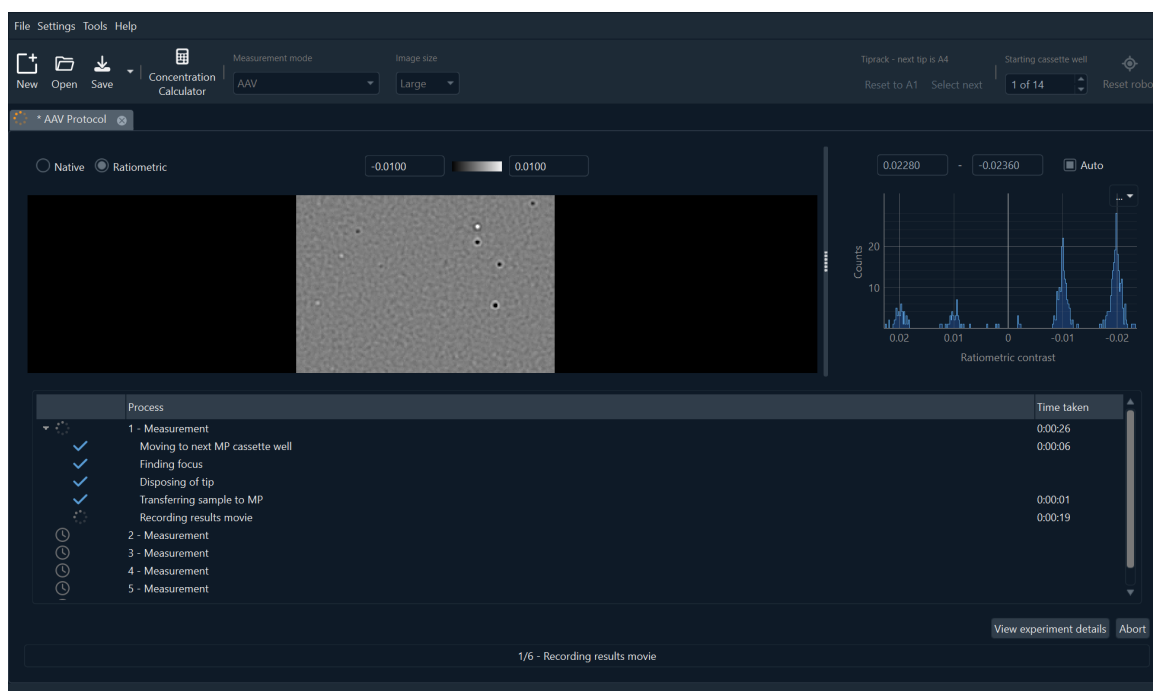 File Settings Tools Help
Measurement mode
Image size
Tiprack - next tip is A4
Starting cassette well
New Open Save
Concentration
Calculator
AAV
Large
Reset to A1 Select next
1 of 14
Reset robo
* AAV Protocol
Native Ratiometric
-0.0100
0.0100
0.02280 - -0.02360 Auto
...
Counts
20
10
0.02 0.01 0 -0.01 -0.02
Ratiometric contrast
Process Time taken
1 - Measurement 0:00:26
Moving to next MP cassette well 0:00:06
Finding focus
Disposing of tip
Transferring sample to MP 0:00:01
Recording results movie 0:00:19
2 - Measurement
3 - Measurement
4 - Measurement
5 - Measurement
View experiment details Abort
1/6 - Recording results movie